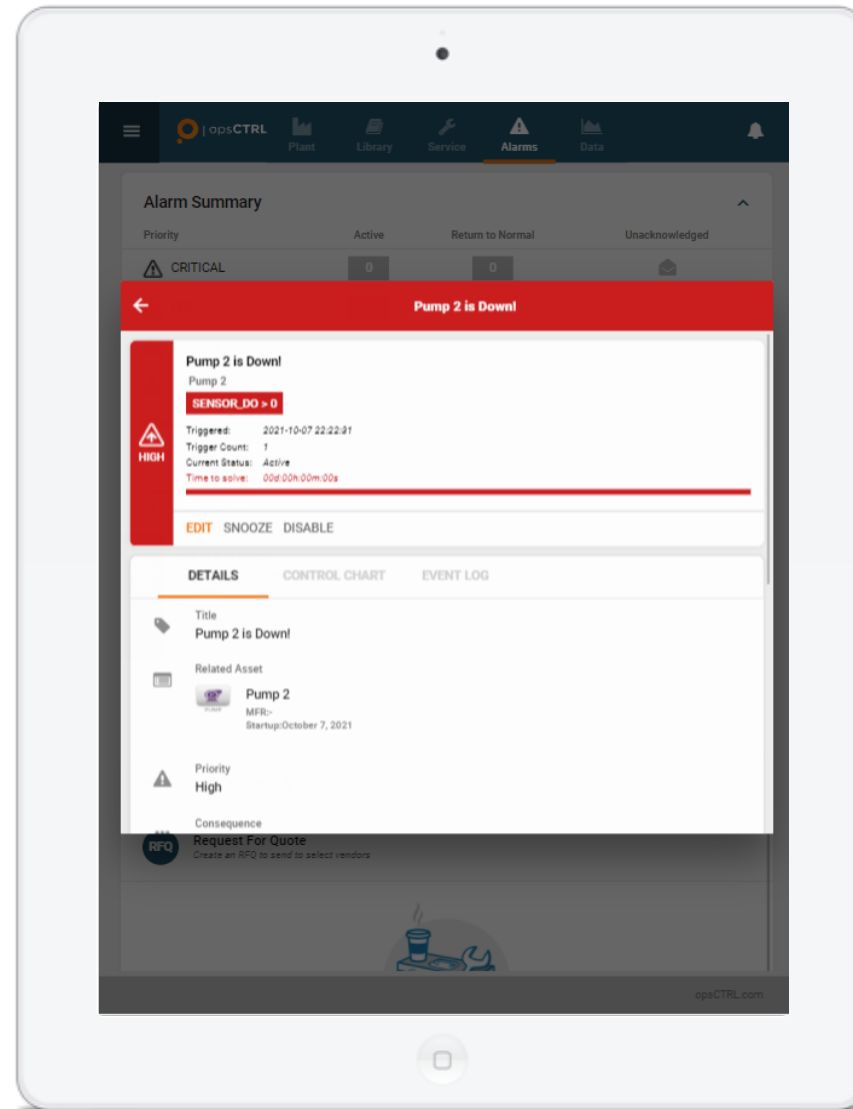 opsCTRL
Plant
Library
Service
Alarms
Data
Alarm Summary
Priority Active Return to Normal Unacknowledged
CRITICAL 0 0
Pump 2 is Down!
Pump 2 is Down!
Pump 2
SENSOR_DO > 0
HIGH
Triggered: 2021-10-07 22:22:31
Trigger Count: 1
Current Status: Active
Time to solve: 00d:00h:00m:00s
EDIT SNOOZE DISABLE
DETAILS CONTROL CHART EVENT LOG
Title
Pump 2 is Down!
Related Asset
Pump 2
MFR:-
Startup:October 7, 2021
Priority
High
Consequence
RFQ
Request For Quote
Create an RFQ to send to select vendors
opsCTRL.com